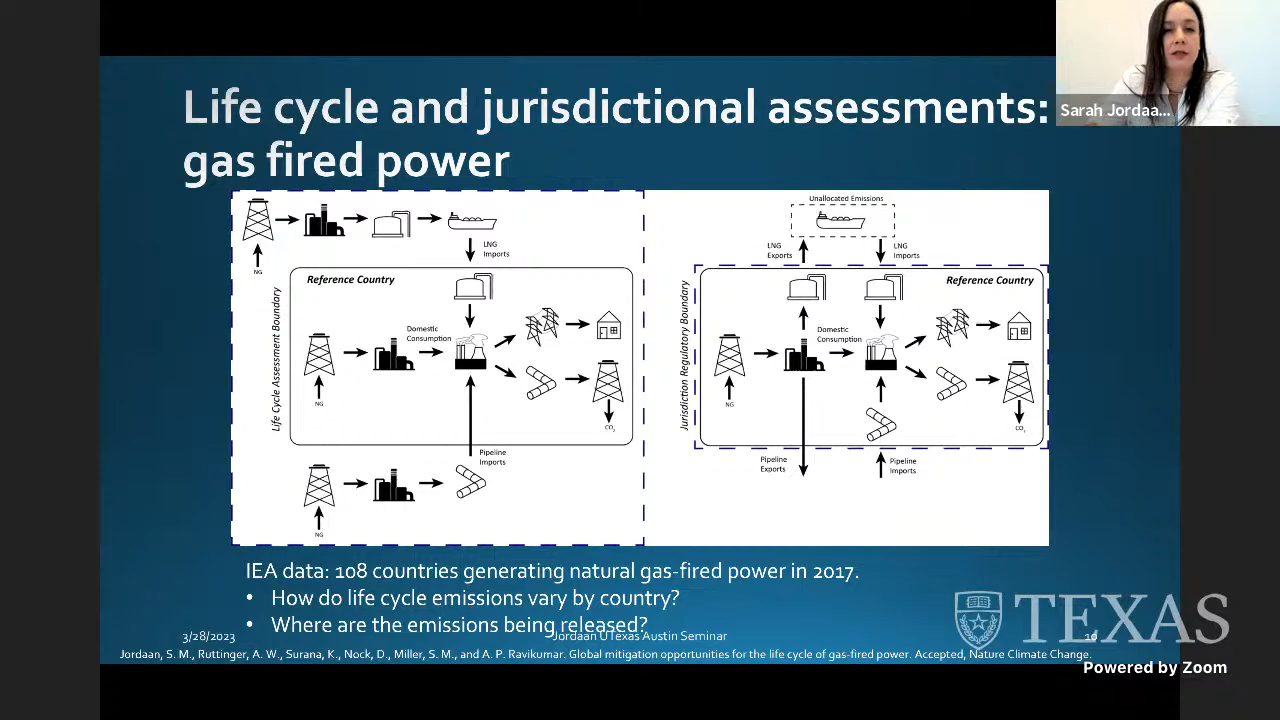 Sarah Jordaa...
Life cycle and jurisdictional assessments:
gas fired power
NG
LNG
Imports
Life Cycle Assessment Boundary
Reference Country
Domestic
Consumption
NG
CO2
Pipeline
Imports
NG
Unallocated Emissions
LNG
Exports
LNG
Imports
Jurisdiction Regulatory Boundary
Reference Country
Domestic
Consumption
NG
CO2
Pipeline
Exports
Pipeline
Imports
IEA data: 108 countries generating natural gas-fired power in 2017.
• How do life cycle emissions vary by country?
• Where are the emissions being released?
3/28/2023
Jordaan UTexas Austin Seminar
10
Jordaan, S. M., Ruttinger, A. W., Surana, K., Nock, D., Miller, S. M., and A. P. Ravikumar. Global mitigation opportunities for the life cycle of gas-fired power. Accepted, Nature Climate Change.
TEXAS
Powered by Zoom